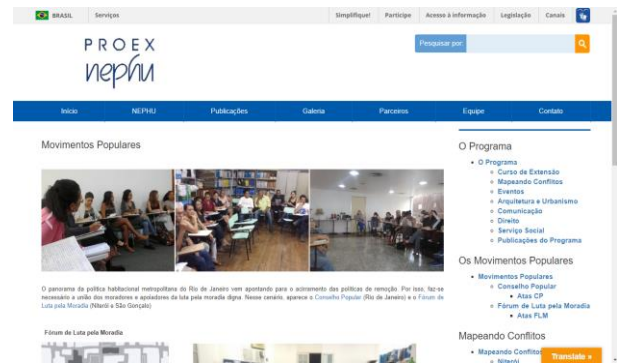 BRASIL Serviços Simplifique! Participe Acesso à informação Legislação Canais
PROEX
nephu
Pesquisar por:
Início NEPHU Publicações Galeria Parceiros Equipe Contato
Movimentos Populares
O panorama da política habitacional metropolitana do Rio de Janeiro vem apontando para o acirramento das políticas de remoção. Por isso, faz-se
necessário a união dos moradores e apoiadores da luta pela moradia digna. Nesse cenário, aparece o Conselho Popular (Rio de Janeiro) e o Fórum de
Luta pela Moradia (Niterói e São Gonçalo)
Fórum de Luta pela Moradia
O Programa
O Programa
Curso de Extensão
Mapeando Conflitos
Eventos
Arquitetura e Urbanismo
Comunicação
Direito
Serviço Social
Publicações do Programa
Os Movimentos Populares
Movimentos Populares
Conselho Popular
Atas CP
Fórum de Luta pela Moradia
Atas FLM
Mapeando Conflitos
Mapeando Conflitos
Niterói
Translate »